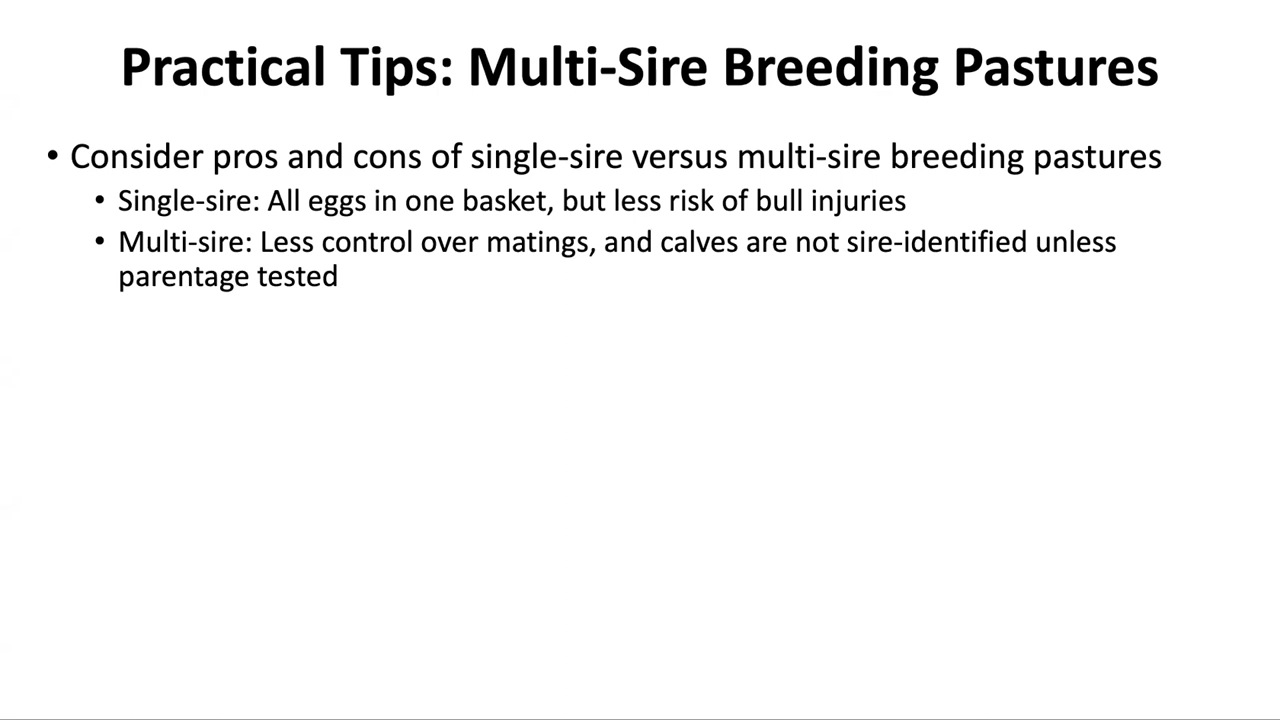 Practical Tips: Multi-Sire Breeding Pastures
• Consider pros and cons of single-sire versus multi-sire breeding pastures
• Single-sire: All eggs in one basket, but less risk of bull injuries
• Multi-sire: Less control over matings, and calves are not sire-identified unless
parentage tested